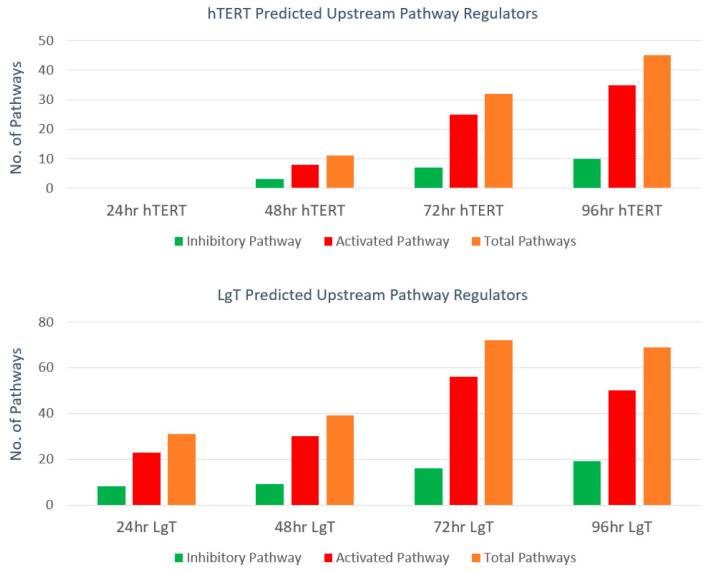 hTERT Predicted Upstream Pathway Regulators
No. of Pathways
50
40
30
20
10
0
24hr hTERT 48hr hTERT 72hr hTERT 96hr hTERT
Inhibitory Pathway Activated Pathway Total Pathways
LgT Predicted Upstream Pathway Regulators
No. of Pathways
80
60
40
20
0
24hr LgT 48hr LgT 72hr LgT 96hr LgT
Inhibitory Pathway Activated Pathway Total Pathways